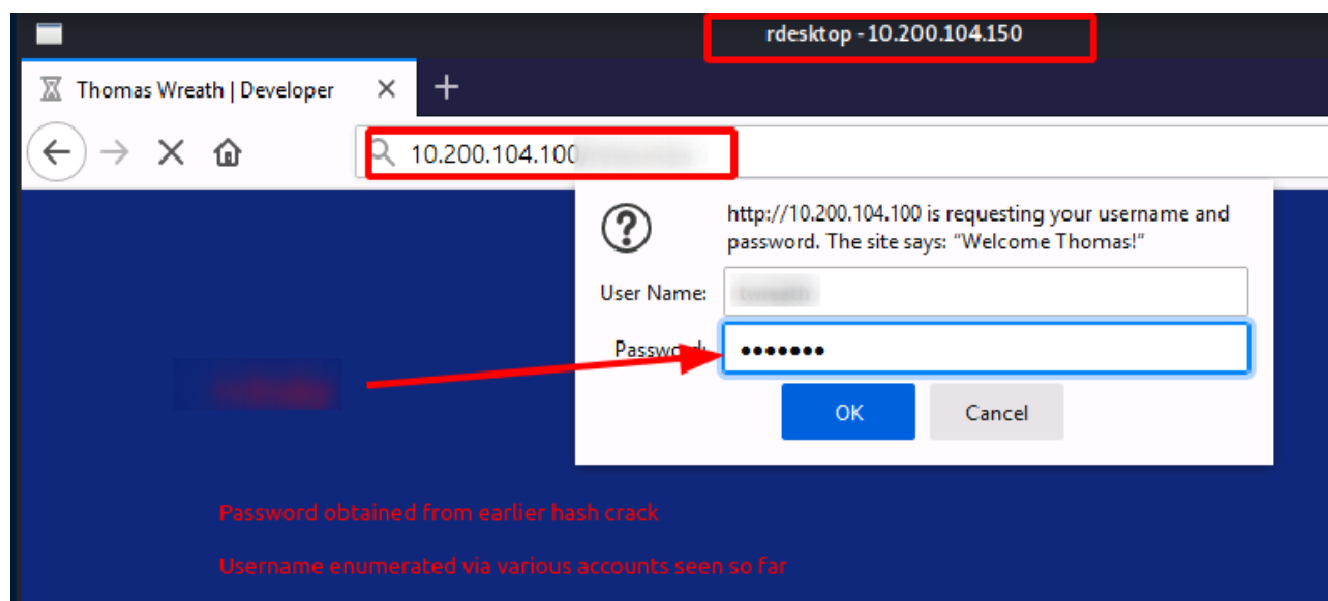 rdesktop - 10.200.104.150
Thomas Wreath | Developer
10.200.104.100
http://10.200.104.100 is requesting your username and
password. The site says: “Welcome Thomas!”
User Name:
Password:
OK
Cancel
Password obtained from earlier hash crack
Username enumerated via various accounts seen so far